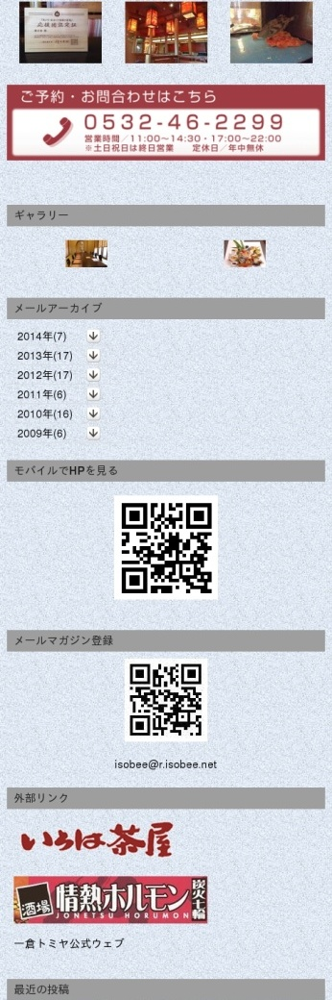 ご予約・お問合わせはこちら
0532-46-2299
営業時間/11:00~14:30・17:00~22:00
※土日祝日は終日営業 定休日/年中無休
ギャラリー
メールアーカイブ
2014年(7)
2013年(17)
2012年(17)
2011年(6)
2010年(16)
2009年(6)
モバイルでHPを見る
メールマガジン登録
isobee@r.isobee.net
外部リンク
いろは茶屋
酒場 情熱ホルモン 炭火七輪
JONETSU HORUMON
一倉トミヤ公式ウェブ
最近の投稿